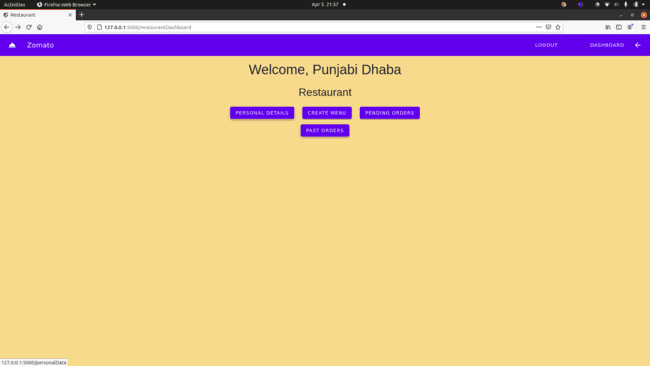 Activities Firefox Web Browser Apr 5 21:57
Restaurant
127.0.0.1:5000/restaurantDashboard
Zomato LOGOUT DASHBOARD
Welcome, Punjabi Dhaba
Restaurant
PERSONAL DETAILS CREATE MENU PENDING ORDERS
PAST ORDERS
127.0.0.1:5000/personalData